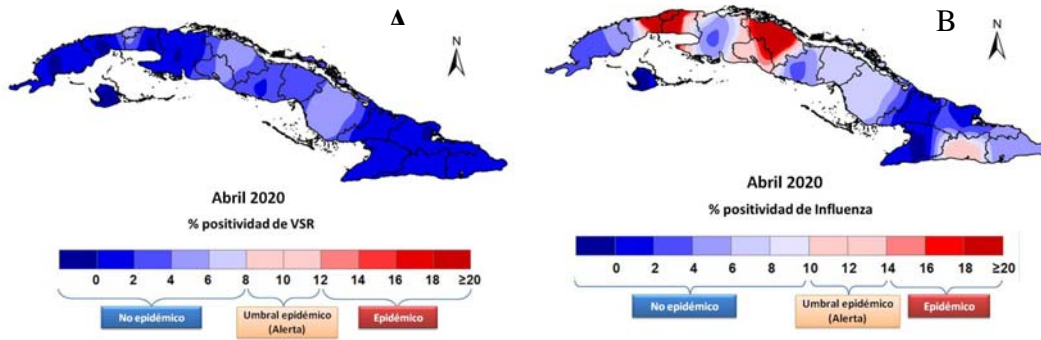 A
N
Abril 2020
% positividad de VSR
0 2 4 6 8 10 12 14 16 18 ≥20
No epidémico
Umbral epidémico
(Alerta)
Epidémico
B
N
Abril 2020
% positividad de Influenza
0 2 4 6 8 10 14 16 18 ≥20
No epidémico
Umbral epidémico
(Alerta)
Epidémico